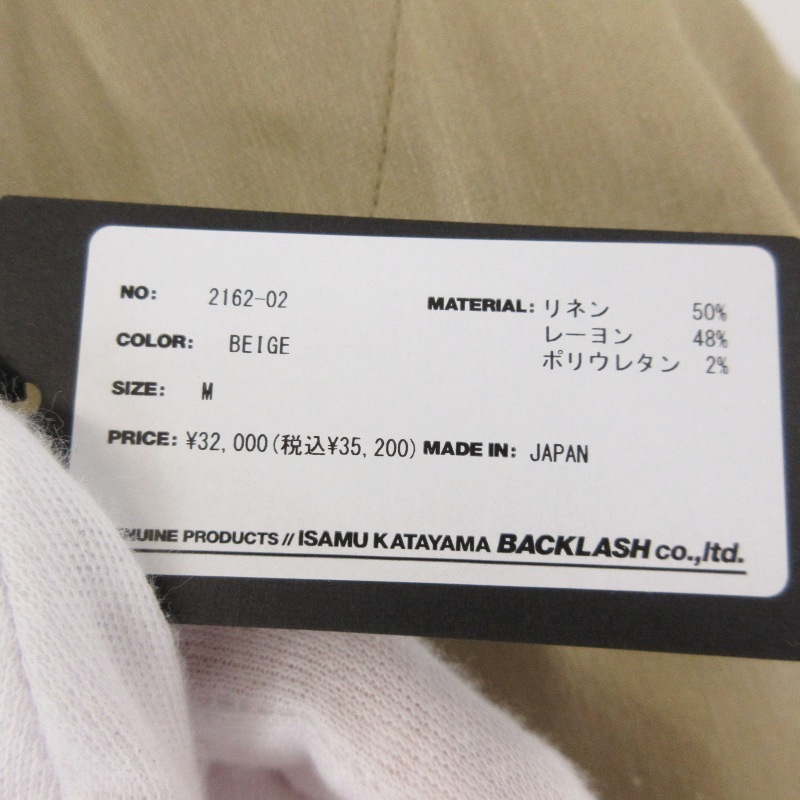 NO: 2162-02
COLOR: BEIGE
SIZE: M
PRICE: ¥32,000(税込¥35,200) MADE IN: JAPAN
MATERIAL: リネン 50%
レーヨン 48%
ポリウレタン 2%
PRODUCTS // ISAMU KATAYAMA BACKLASH co.,ltd.